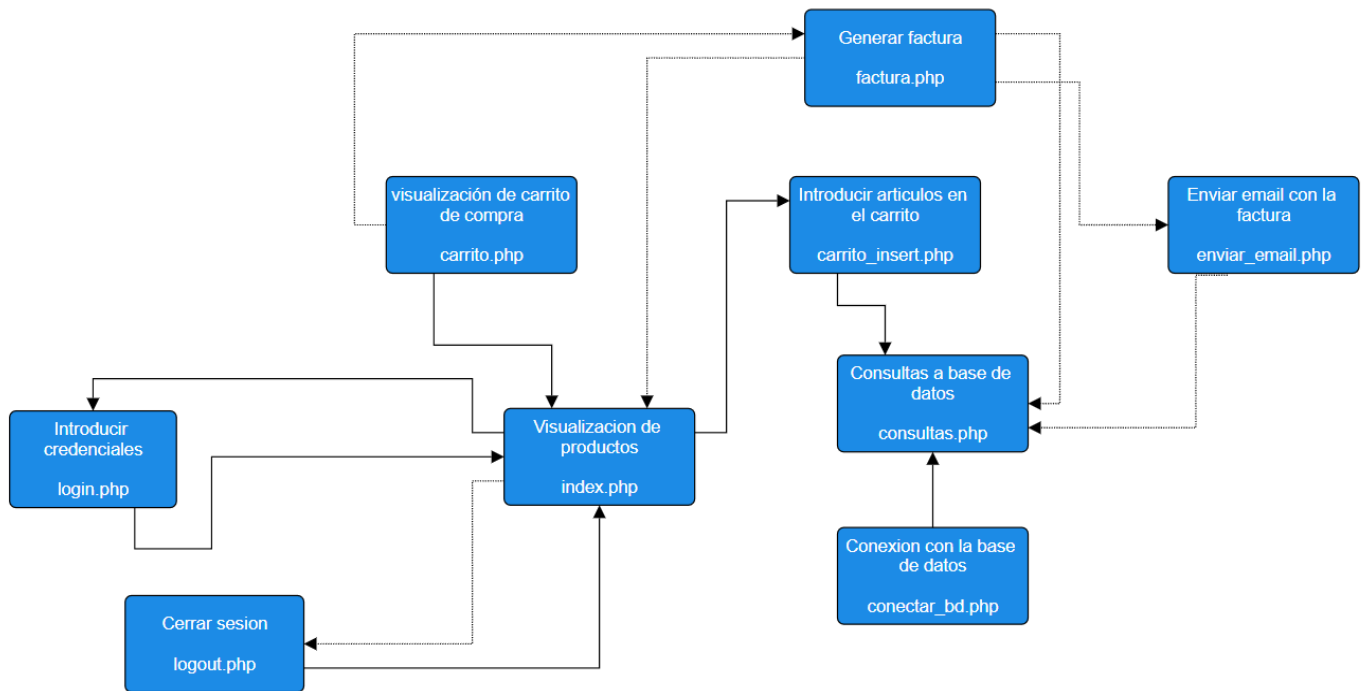 Generar factura
factura.php
visualización de carrito
de compra
carrito.php
Introducir articulos en
el carrito
carrito_insert.php
Enviar email con la
factura
enviar_email.php
Consultas a base de
datos
consultas.php
Introducir
credenciales
login.php
Visualizacion de
productos
index.php
Conexion con la base
de datos
conectar_bd.php
Cerrar sesion
logout.php